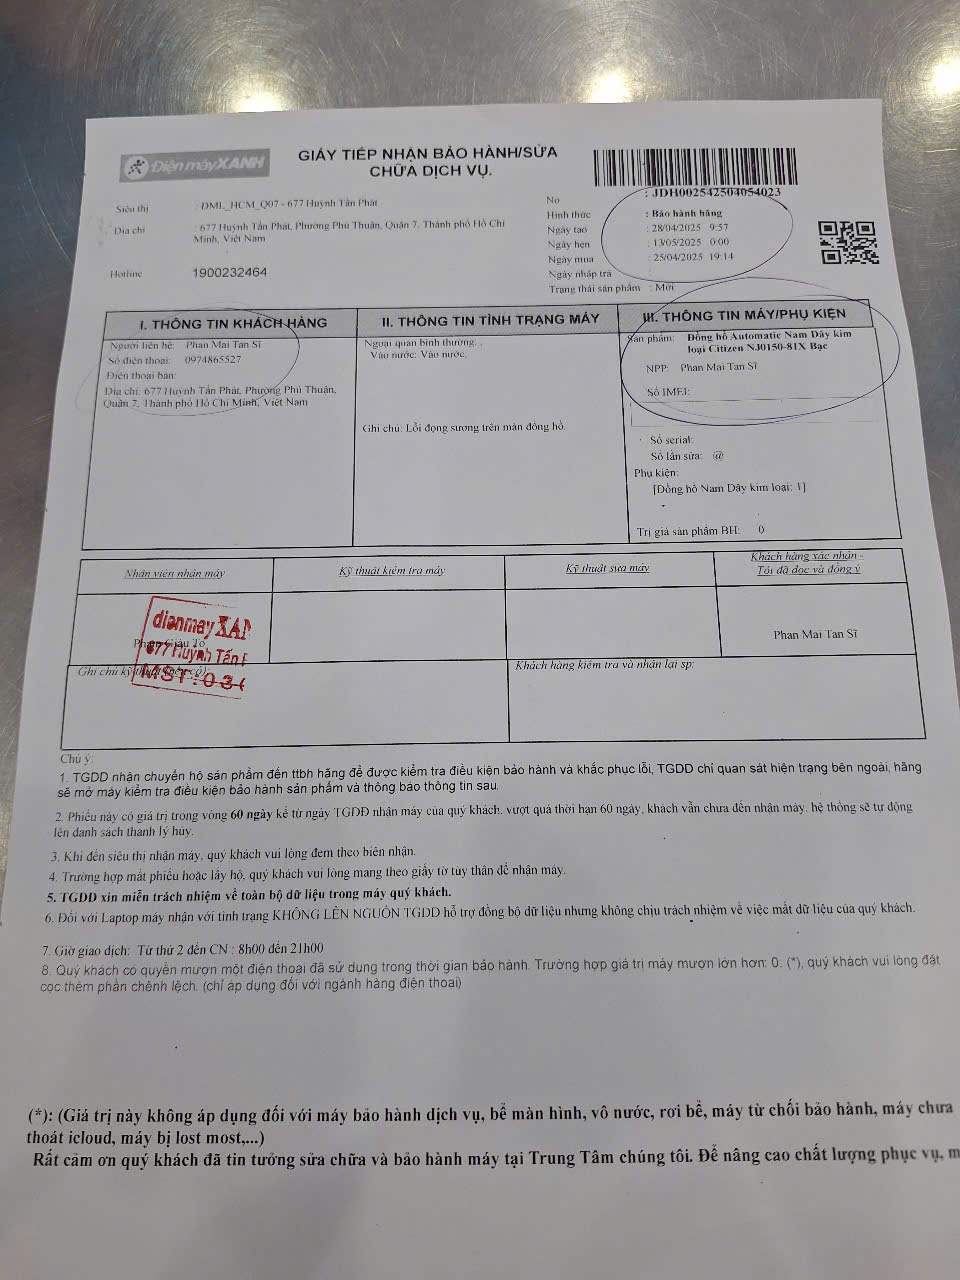 Điện máy XANH
GIẤY TIẾP NHẬN BẢO HÀNH/SỬA
CHỮA DỊCH VỤ.
Siêu thị : ĐML_HCM_Q07 - 677 Huỳnh Tấn Phát
Địa chỉ : 677 Huỳnh Tấn Phát, Phường Phú Thuận, Quận 7, Thành phố Hồ Chí
Minh, Việt Nam
Hotline 1900232464
No : JDH002542504054023
Hình thức : Bảo hành hãng
Ngày tạo : 28/04/2025 9:57
Ngày hẹn : 13/05/2025 0:00
Ngày mua : 25/04/2025 19:14
Ngày nhập trả :
Trạng thái sản phẩm : Mới
I. THÔNG TIN KHÁCH HÀNG
Người liên hệ: Phan Mai Tan Sĩ
Số điện thoại: 0974865527
Điện thoại bàn:
Địa chỉ: 677 Huỳnh Tấn Phát, Phường Phú Thuận,
Quận 7, Thành phố Hồ Chí Minh, Việt Nam
II. THÔNG TIN TÌNH TRẠNG MÁY
Ngoại quan bình thường: .
Vào nước: Vào nước,
Ghi chú: Lỗi đọng sương trên màn đồng hồ.
III. THÔNG TIN MÁY/PHỤ KIỆN
Sản phẩm: Đồng hồ Automatic Nam Dây kim
loại Citizen NJ0150-81X Bạc
NPP: Phan Mai Tan Sĩ
Số IMEI:
Số serial:
Số lần sửa: @
Phụ kiện:
[Đồng hồ Nam Dây kim loại: 1]
Trị giá sản phẩm BH: 0
Nhân viên nhận máy
Kỹ thuật kiểm tra máy
Kỹ thuật sửa máy
Khách hàng xác nhận -
Tôi đã đọc và đồng ý
dienmay XAN
677 Huỳnh Tấn P
MST: 03
Phan Mai Tan Sĩ
Ghi chú kỹ thuật (nếu có):
Khách hàng kiểm tra và nhận lại sp:
Chú ý:
1. TGDD nhận chuyển hộ sản phẩm đến ttbh hãng để được kiểm tra điều kiện bảo hành và khắc phục lỗi, TGDD chỉ quan sát hiện trạng bên ngoài, hãng
sẽ mở máy kiểm tra điều kiện bảo hành sản phẩm và thông báo thông tin sau.
2. Phiếu này có giá trị trong vòng 60 ngày kể từ ngày TGDĐ nhận máy của quý khách, vượt quá thời hạn 60 ngày, khách vẫn chưa đến nhận máy, hệ thống sẽ tự động
lên danh sách thanh lý hủy.
3. Khi đến siêu thị nhận máy, quý khách vui lòng đem theo biên nhận.
4. Trường hợp mất phiếu hoặc lấy hộ, quý khách vui lòng mang theo giấy tờ tùy thân để nhận máy.
5. TGDD xin miễn trách nhiệm về toàn bộ dữ liệu trong máy quý khách.
6. Đối với Laptop máy nhận với tình trạng KHÔNG LÊN NGUỒN TGDD hỗ trợ đồng bộ dữ liệu nhưng không chịu trách nhiệm về việc mất dữ liệu của quý khách.
7. Giờ giao dịch: Từ thứ 2 đến CN : 8h00 đến 21h00
8. Quý khách có quyền mượn một điện thoại đã sử dụng trong thời gian bảo hành. Trường hợp giá trị máy mượn lớn hơn: 0. (*), quý khách vui lòng đặt
cọc thêm phần chênh lệch. (chỉ áp dụng đối với ngành hàng điện thoại)
(*): (Giá trị này không áp dụng đối với máy bảo hành dịch vụ, bể màn hình, vô nước, rơi bể, máy từ chối bảo hành, máy chưa
thoát icloud, máy bị lost most,...)
Rất cảm ơn quý khách đã tin tưởng sửa chữa và bảo hành máy tại Trung Tâm chúng tôi. Để nâng cao chất lượng phục vụ, m